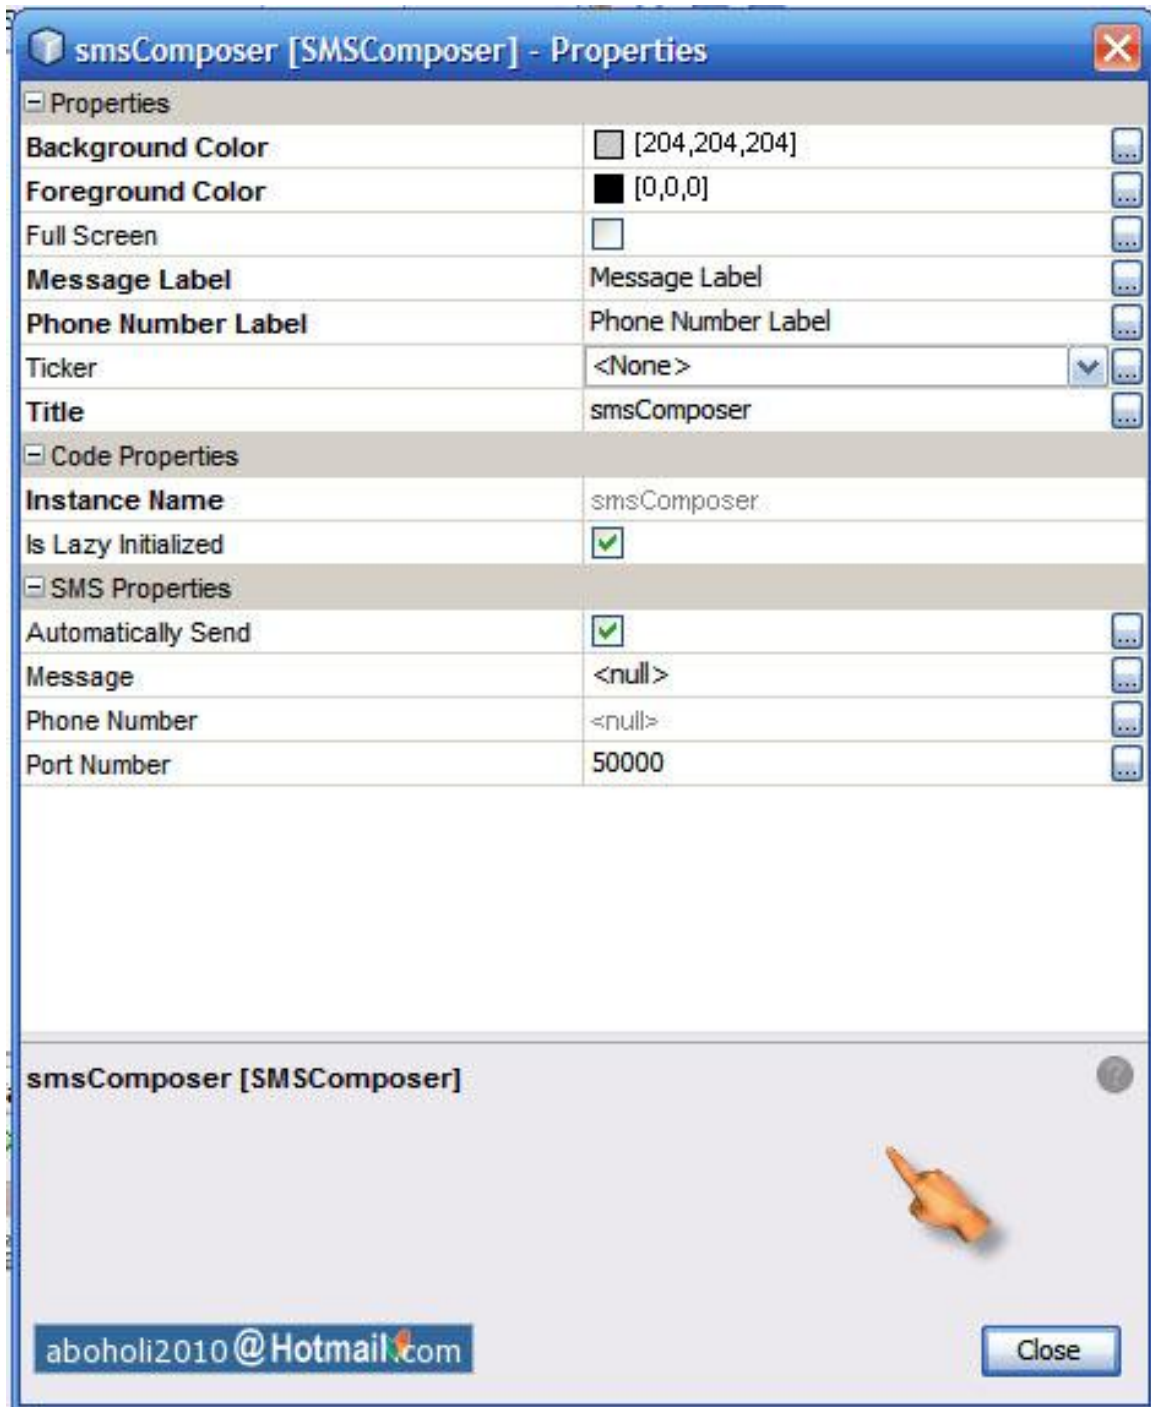 smsComposer [SMSComposer] - Properties
Properties
Background Color [204,204,204] ...
Foreground Color [0,0,0] ...
Full Screen ...
Message Label Message Label ...
Phone Number Label Phone Number Label ...
Ticker <None> ...
Title smsComposer ...
Code Properties
Instance Name smsComposer
Is Lazy Initialized
SMS Properties
Automatically Send ...
Message <null> ...
Phone Number <null> ...
Port Number 50000 ...
smsComposer [SMSComposer] ?
aboholi2010@Hotmail.com
Close